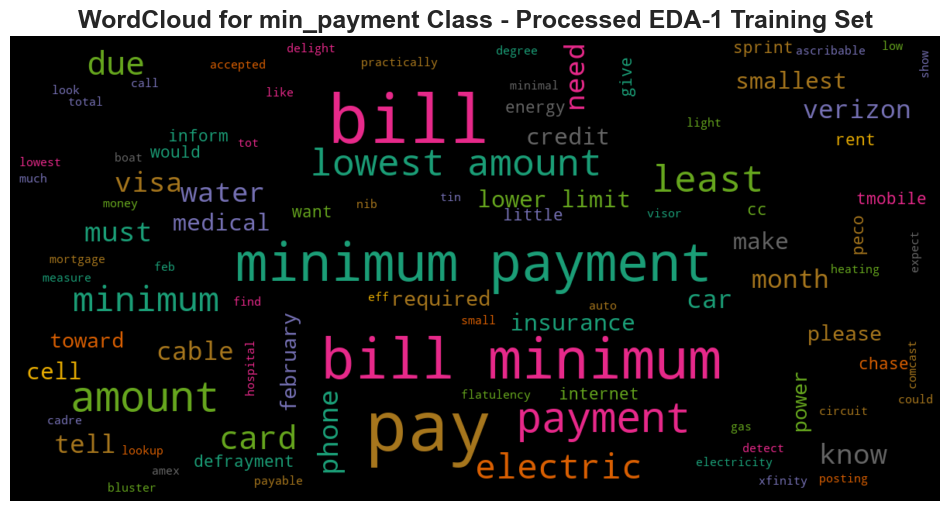 WordCloud for min_payment Class - Processed EDA-1 Training Set
delight
degree
sprint
ascribable
low
due
accepted
practically
need
give
show
look
call
total
like
minimal
smallest
bill
energy
verizon
inform
would
tot
credit
light
rent
lowest
boat
lowest amount
much
visa
water
least
money
want
nib
tin
lower limit
little
visor
cc
tmobile
must
medical
make
peco
expect
mortgage
measure
feb
minimum payment
month
heating
minimum
find
eff
required
auto
car
small
insurance
toward
cable
february
bill minimum
please
cell
hospital
chase
comcast
amount
flatulency
internet
power
could
cadre
phone
pay
payment
circuit
tell
lookup
card
gas
know
defrayment
electric
detect
electricity
amex
payable
xfinity
posting
bluster